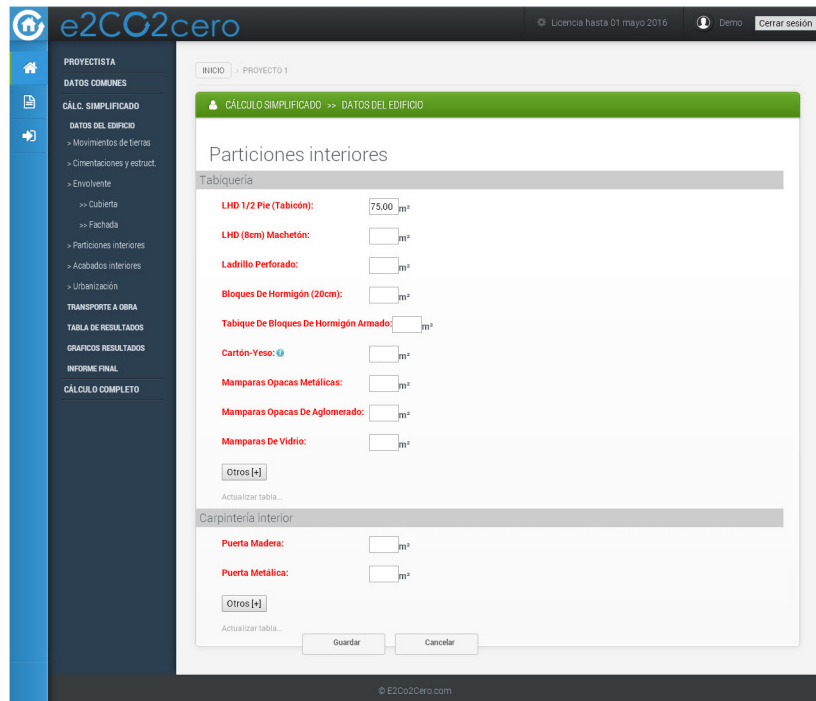 e2CO2cero
Licencia hasta 01 mayo 2016
Demo
Cerrar sesión
PROYECTISTA
DATOS COMUNES
CÁLC. SIMPLIFICADO
DATOS DEL EDIFICIO
> Movimientos de tierras
> Cimentaciones y estruct.
> Envolvente
>> Cubierta
>> Fachada
> Particiones interiores
> Acabados interiores
> Urbanización
TRANSPORTE A OBRA
TABLA DE RESULTADOS
GRAFICOS RESULTADOS
INFORME FINAL
CÁLCULO COMPLETO
INICIO > PROYECTO 1
CÁLCULO SIMPLIFICADO >> DATOS DEL EDIFICIO
Particiones interiores
Tabiquería
LHD 1/2 Pie (Tabicón): 75,00 m²
LHD (8cm) Machetón: m²
Ladrillo Perforado: m²
Bloques De Hormigón (20cm): m²
Tabique De Bloques De Hormigón Armado: m²
Cartón-Yeso: m²
Mamparas Opacas Metálicas: m²
Mamparas Opacas De Aglomerado: m²
Mamparas De Vidrio: m²
Otros [+]
Actualizar tabla...
Carpintería interior
Puerta Madera: m²
Puerta Metálica: m²
Otros [+]
Actualizar tabla...
Guardar
Cancelar
© E2Co2Cero.com